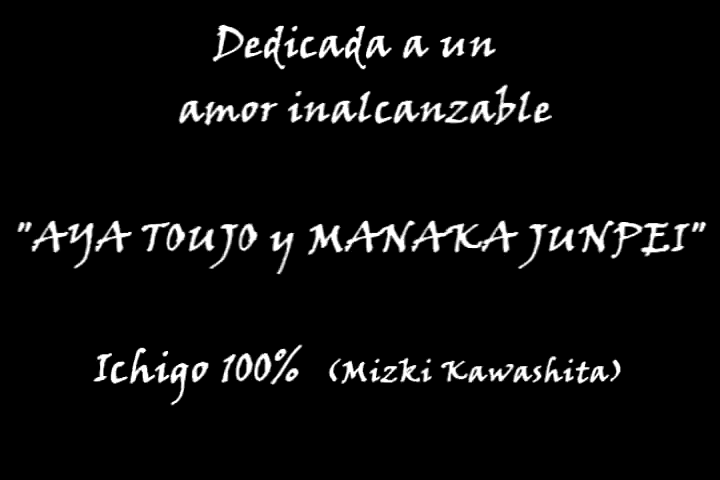 Dedicada a un
amor inalcanzable
"AYA TOUJO y MANAKA JUNPEI"
Ichigo 100% (Mizki Kawashita)